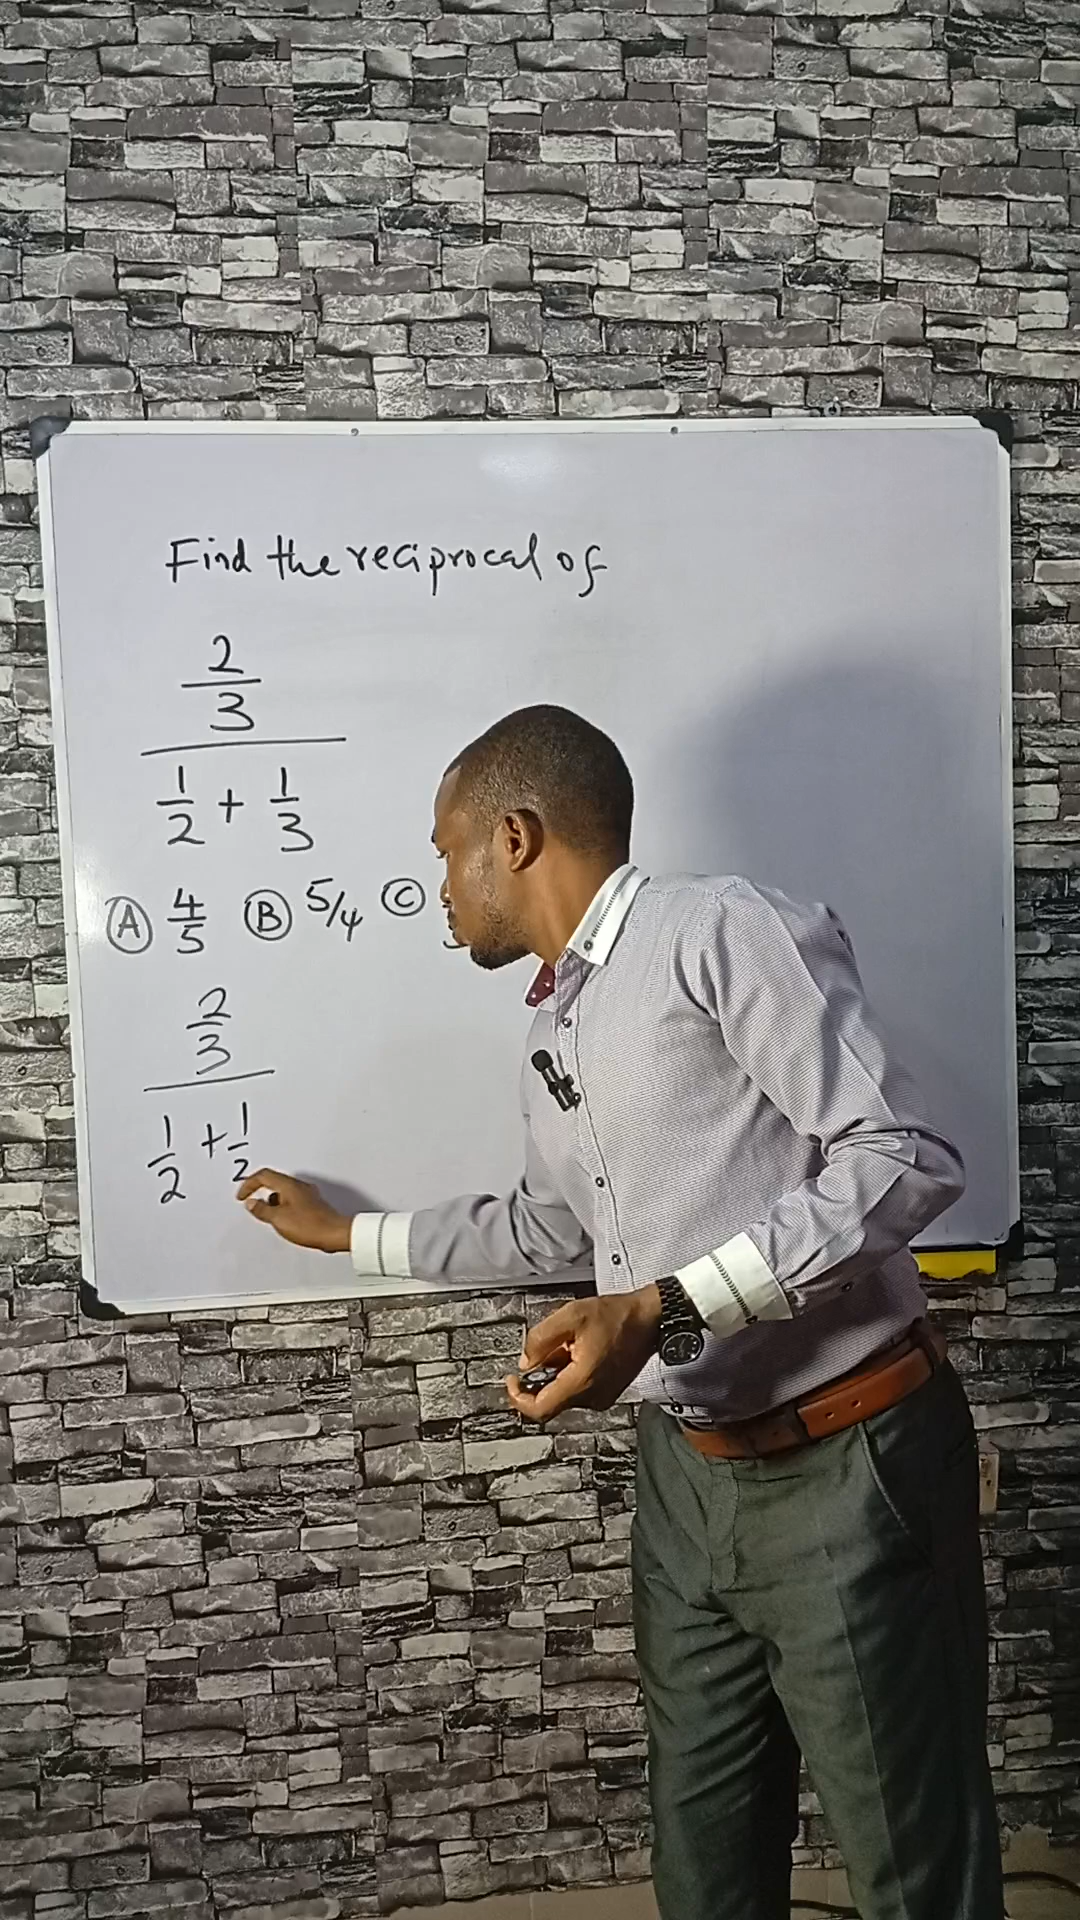 Find the reciprocal of
2
3
1/2 + 1/3
Ⓐ 4/5 Ⓑ 5/4 Ⓒ
2
3
1/2 + 1/2